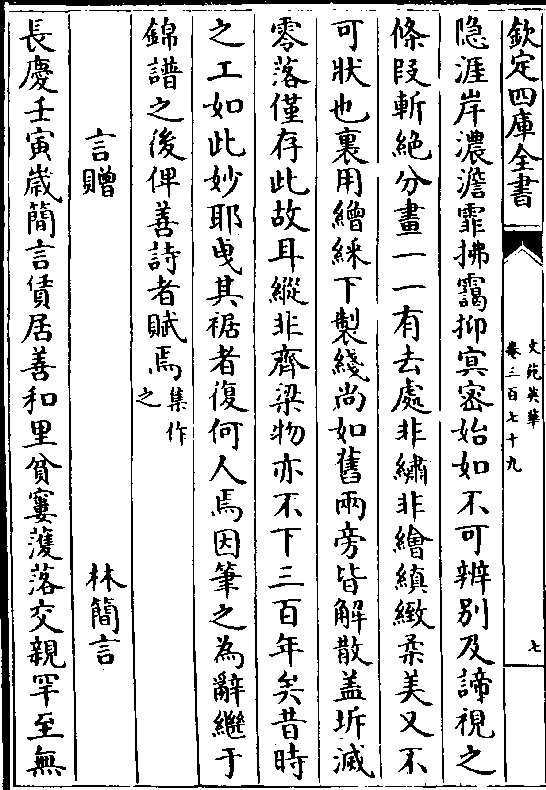 欽定四庫全書
文苑英華
卷三百七十九
七
隐涯岸濃澹霏拂靄抑㝠密始如不可辨别及諦視之
條段斬絶分畫一一有去處非繡非繪縝緻柔美又不
可狀也裏用繒綵下製綫尚如舊兩旁皆解散盖坼滅
零落僅存此故耳縱非齊梁物亦不下三百年矣昔時
之工如此妙耶曵其裾者復何人焉因筆之為辭繼于
錦譜之後俾善詩者賦焉集作之
言贈
林簡言
長慶壬寅歳簡言賃居善和里貧窶濩落交親罕至無